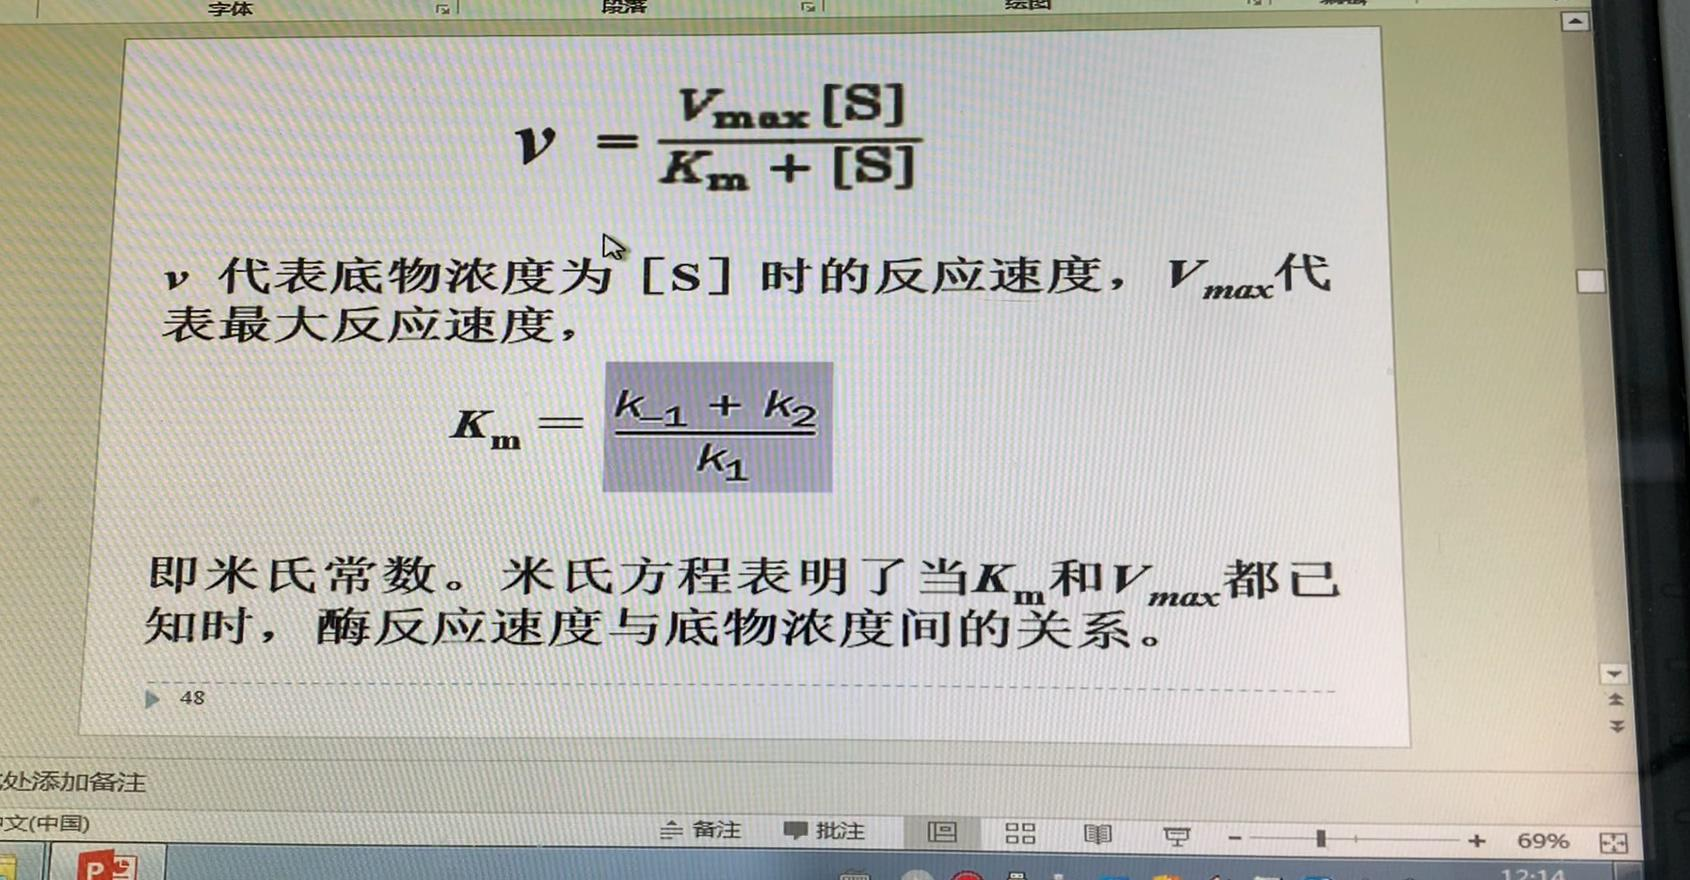 字体
段落
绘图
v = Vmax [S] / Km + [S]
v 代表底物浓度为 [S] 时的反应速度，Vmax代
表最大反应速度，
Km = k−1 + k2 / k1
即米氏常数。米氏方程表明了当Km和Vmax都已
知时，酶反应速度与底物浓度间的关系。
48
处添加备注
文(中国)
备注
批注
69%
P
12:14